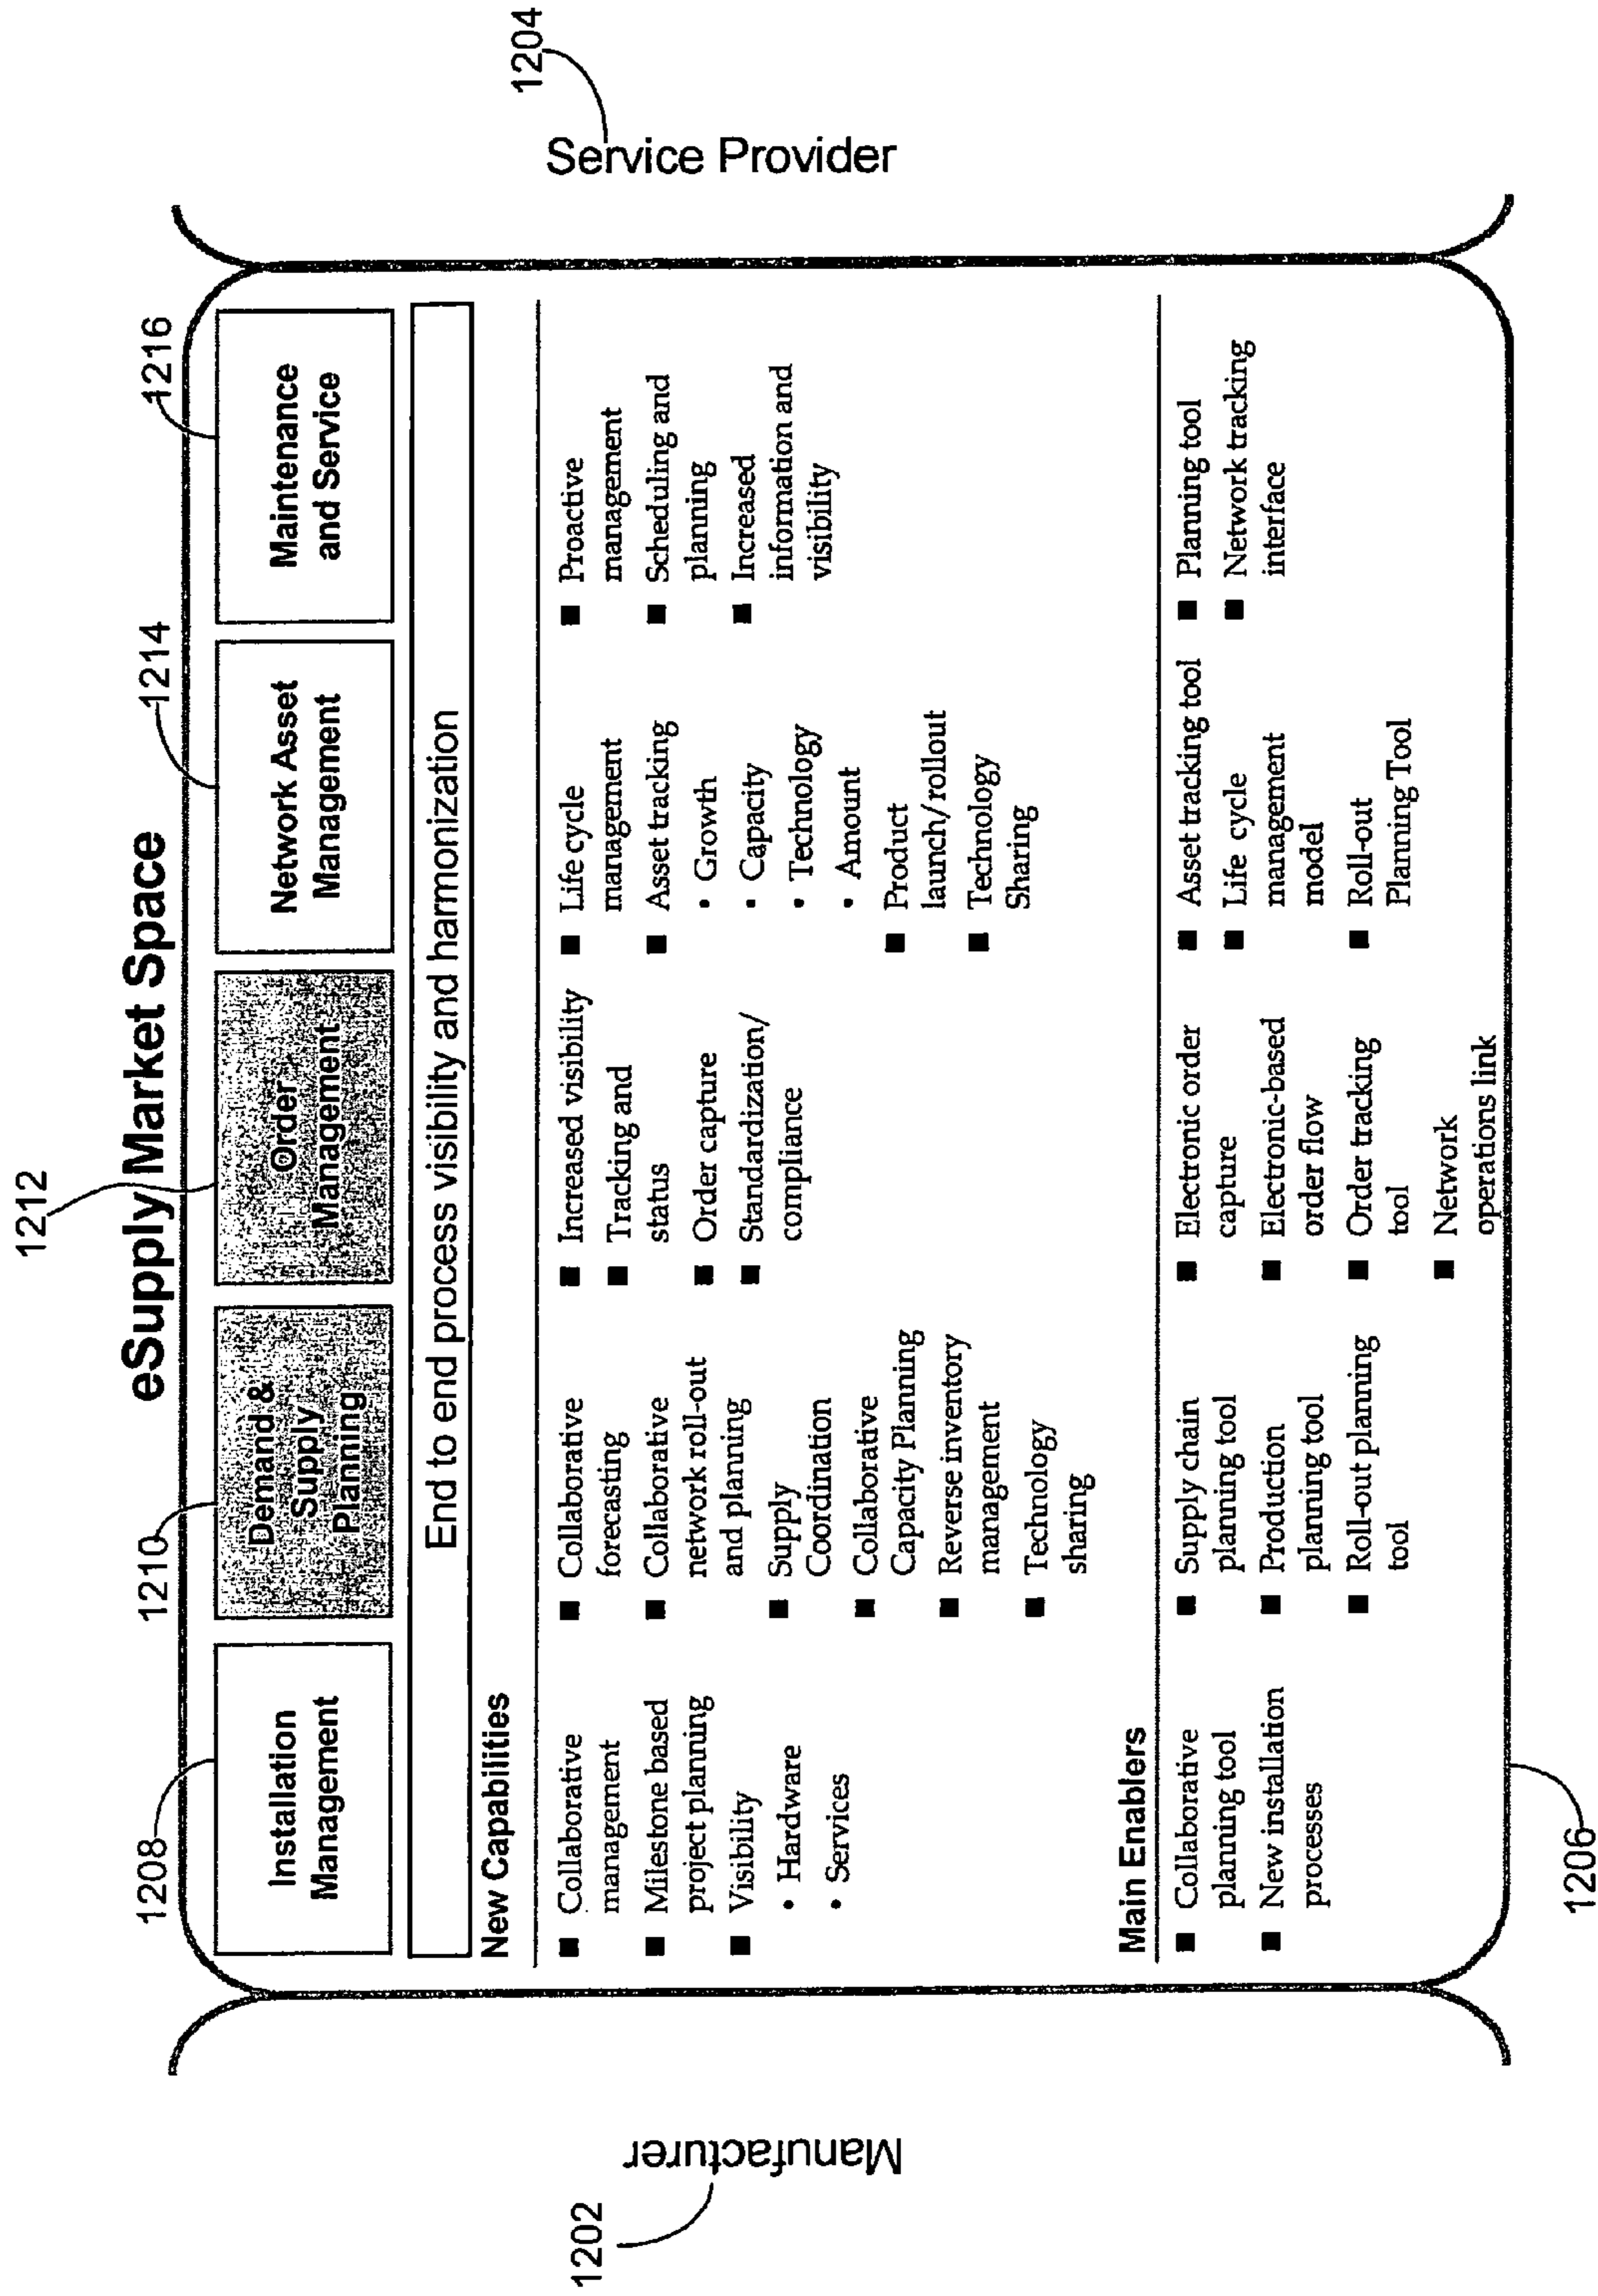 1212
eSupply Market Space
1208
1210
1214
1216
Installation
Management
Demand &
Supply
Planning
Order
Management
Network Asset
Management
Maintenance
and Service
End to end process visibility and harmonization
New Capabilities
■ Collaborative
management
■ Milestone based
project planning
■ Visibility
• Hardware
• Services
■ Collaborative
forecasting
■ Collaborative
network roll-out
and planning
■ Supply
Coordination
■ Collaborative
Capacity Planning
■ Reverse inventory
management
■ Technology
sharing
■ Increased visibility
■ Tracking and
status
■ Order capture
■ Standardization/
compliance
■ Life cycle
management
■ Asset tracking
• Growth
• Capacity
• Technology
• Amount
■ Product
launch/rollout
■ Technology
Sharing
■ Proactive
management
■ Scheduling and
planning
■ Increased
information and
visibility
Main Enablers
■ Collaborative
planning tool
■ New installation
processes
■ Supply chain
planning tool
■ Production
planning tool
■ Roll-out planning
tool
■ Electronic order
capture
■ Electronic-based
order flow
■ Order tracking
tool
■ Network
operations link
■ Asset tracking tool
■ Life cycle
management
model
■ Roll-out
Planning Tool
■ Planning tool
■ Network tracking
interface
1202
Manufacturer
1204
Service Provider
1206